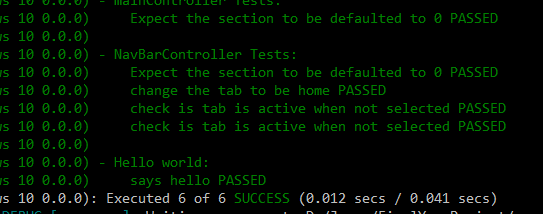 ws 10 0.0.0) - mainController Tests:
ws 10 0.0.0)     Expect the section to be defaulted to 0 PASSED
ws 10 0.0.0)
ws 10 0.0.0) - NavBarController Tests:
ws 10 0.0.0)     Expect the section to be defaulted to 0 PASSED
ws 10 0.0.0)     change the tab to be home PASSED
ws 10 0.0.0)     check is tab is active when not selected PASSED
ws 10 0.0.0)     check is tab is active when not selected PASSED
ws 10 0.0.0)
ws 10 0.0.0) - Hello world:
ws 10 0.0.0)     says hello PASSED
ws 10 0.0.0): Executed 6 of 6 SUCCESS (0.012 secs / 0.041 secs)